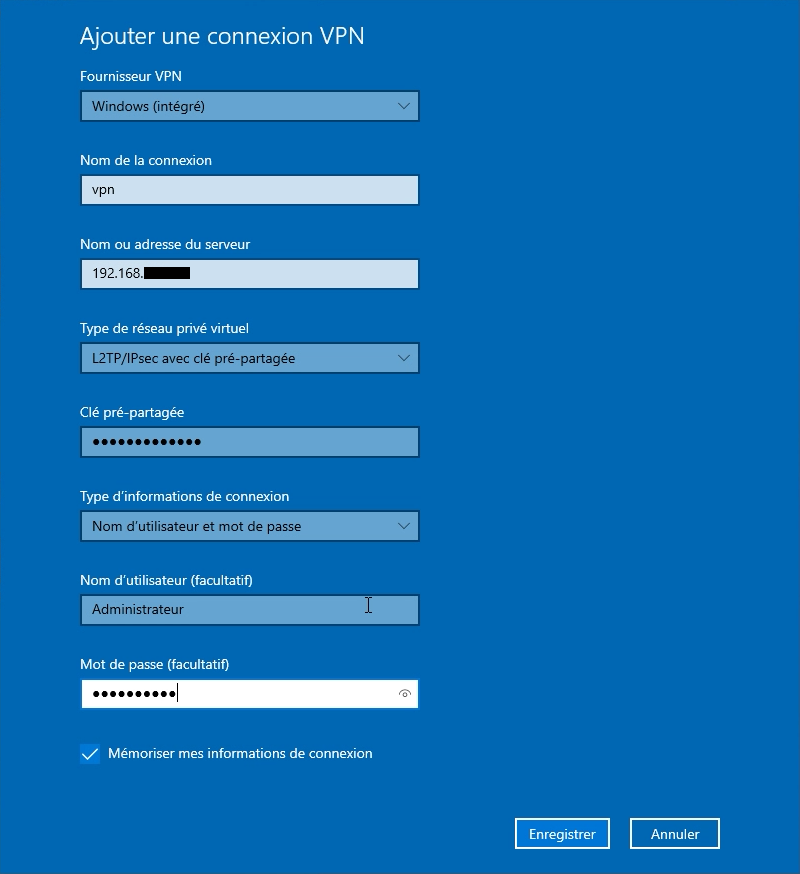 Ajouter une connexion VPN
Fournisseur VPN
Windows (intégré)
Nom de la connexion
vpn
Nom ou adresse du serveur
192.168.
Type de réseau privé virtuel
L2TP/IPsec avec clé pré-partagée
Clé pré-partagée
•••••••••••••
Type d’informations de connexion
Nom d’utilisateur et mot de passe
Nom d’utilisateur (facultatif)
Administrateur
Mot de passe (facultatif)
••••••••••
Mémoriser mes informations de connexion
Enregistrer
Annuler